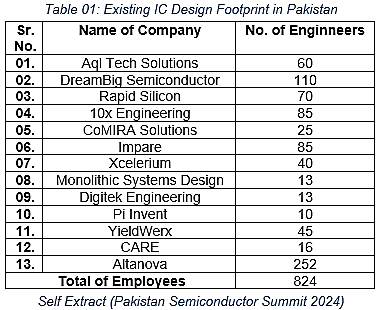 Table 01: Existing IC Design Footprint in Pakistan
Sr. No. Name of Company No. of Enginneers
01. Aql Tech Solutions 60
02. DreamBig Semiconductor 110
03. Rapid Silicon 70
04. 10x Engineering 85
05. CoMIRA Solutions 25
06. Impare 85
07. Xcelerium 40
08. Monolithic Systems Design 13
09. Digitek Engineering 13
10. Pi Invent 10
11. YieldWerx 45
12. CARE 16
13. Altanova 252
Total of Employees 824
Self Extract (Pakistan Semiconductor Summit 2024)